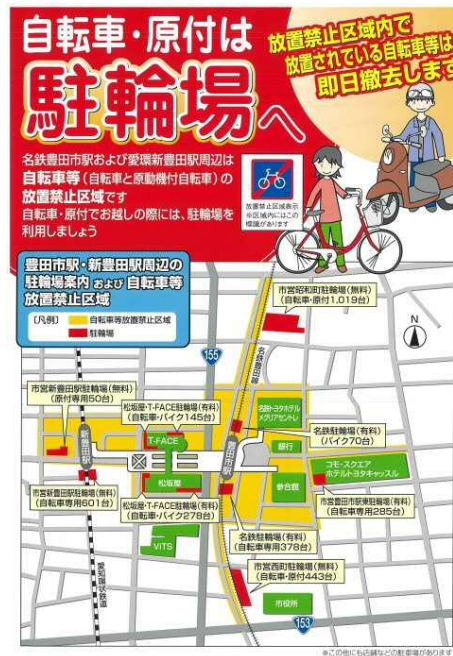 自転車・原付は
駐輪場へ
放置禁止区域内で
放置されている自転車等は
即日撤去します
名鉄豊田市駅および愛環新豊田駅周辺は
自転車等(自転車と原動機付自転車)の
放置禁止区域です
自転車・原付でお越しの際には、駐輪場を
利用しましょう
放置禁止区域表示
※区域内にはこの
標識があります
豊田市駅・新豊田駅周辺の
駐輪場案内 および 自転車等
放置禁止区域
〔凡例〕
自転車等放置禁止区域
駐輪場
市営昭和町駐輪場(無料)
(自転車・原付1,019台)
N
155
名鉄豊田線
市営新豊田駅駐輪場(無料)
(原付専用50台)
松坂屋・T-FACE駐輪場(有料)
(自転車・バイク145台)
名鉄トヨタホテル
メグリアセントレ
名鉄駐輪場(有料)
(バイク70台)
新豊田駅
T-FACE
豊田市駅
銀行
コモ・スクエア
ホテルトヨタキャッスル
松坂屋
参合館
市営新豊田駅駐輪場(無料)
(自転車専用601台)
松坂屋・T-FACE駐輪場(有料)
(自転車・バイク278台)
市営豊田市駅東駐輪場(有料)
(自転車専用285台)
VITS
名鉄駐輪場(有料)
(自転車専用378台)
愛知環状鉄道
市営西町駐輪場(無料)
(自転車・原付443台)
市役所
153
※この他にも店舗などの駐車場があります